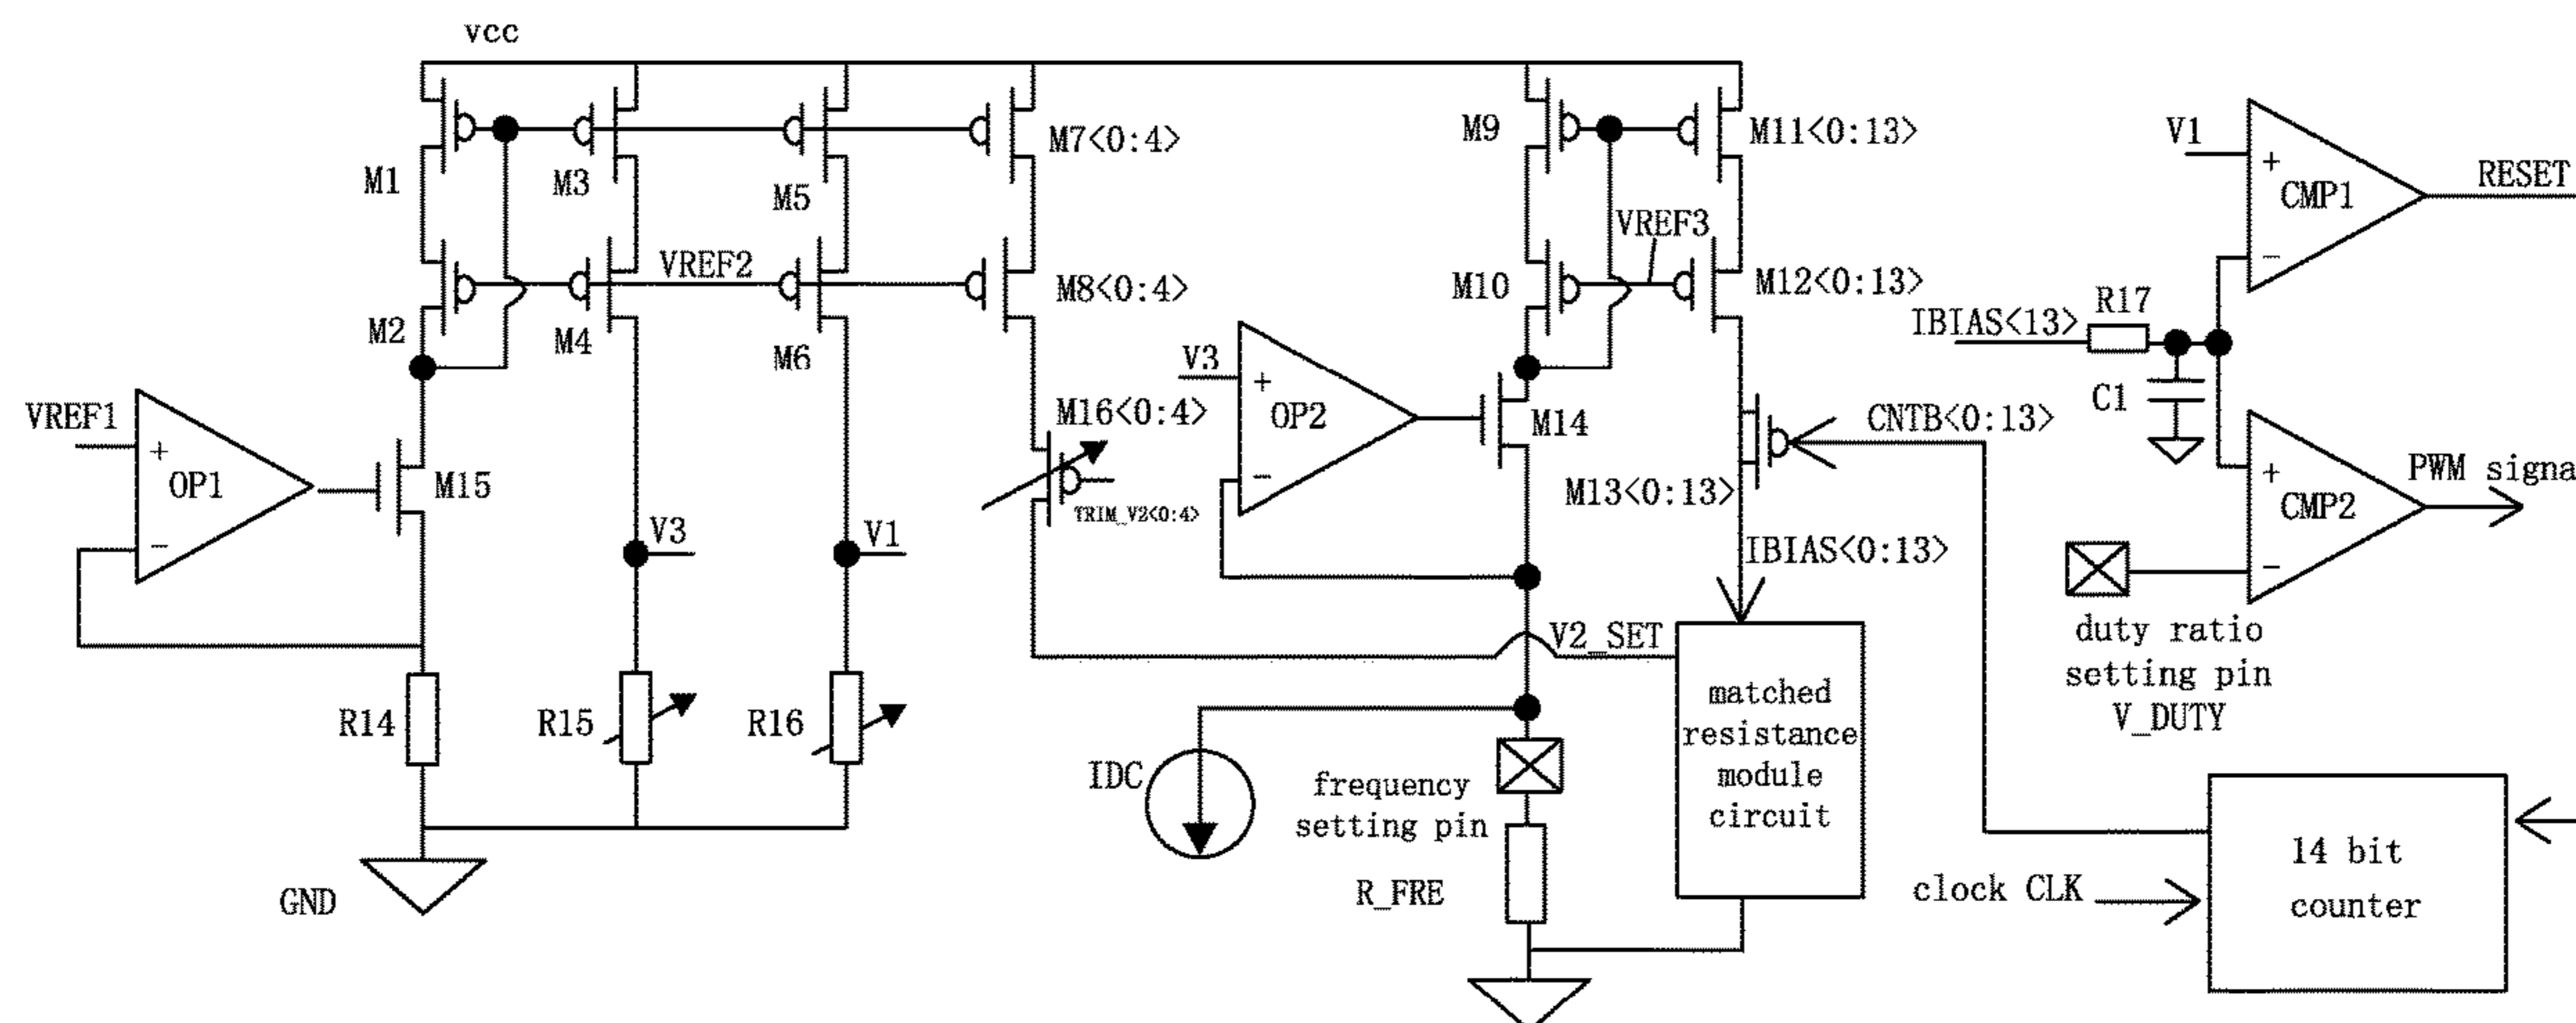 vcc
M1
M3
M5
M7<0:4>
M9
M11<0:13>
V1
+
CMP1
−
RESET
M2
M4
VREF2
M6
M8<0:4>
M10
VREF3
M12<0:13>
IBIAS<13>
R17
C1
VREF1
+
OP1
−
M15
V3
V1
M16<0:4>
TRIM_V2<0:4>
V3
+
OP2
−
M14
M13<0:13>
CNTB<0:13>
IBIAS<0:13>
+
CMP2
−
PWM signa
duty ratio
setting pin
V_DUTY
V2_SET
matched
resistance
module
circuit
R14
R15
R16
IDC
frequency
setting pin
R_FRE
GND
clock CLK
14 bit
counter